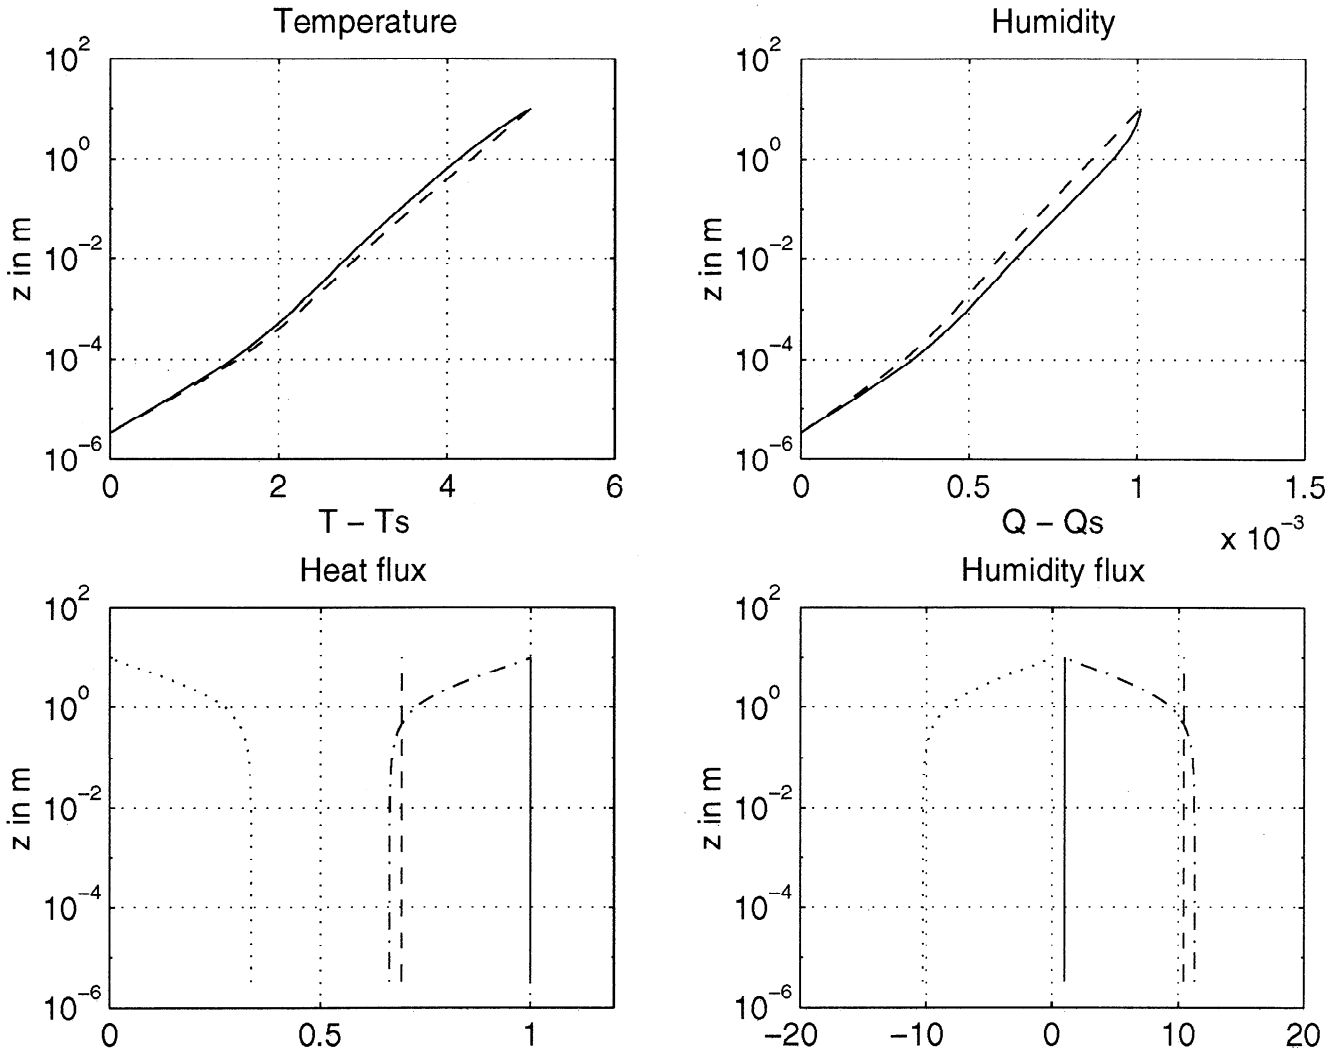 Temperature
10^2
10^0
10^−2
10^−4
10^−6
z in m
0 2 4 6
T − Ts
Humidity
10^2
10^0
10^−2
10^−4
10^−6
z in m
0 0.5 1 1.5
Q − Qs
x 10^−3
Heat flux
10^2
10^0
10^−2
10^−4
10^−6
z in m
0 0.5 1
Humidity flux
10^2
10^0
10^−2
10^−4
10^−6
z in m
−20 −10 0 10 20